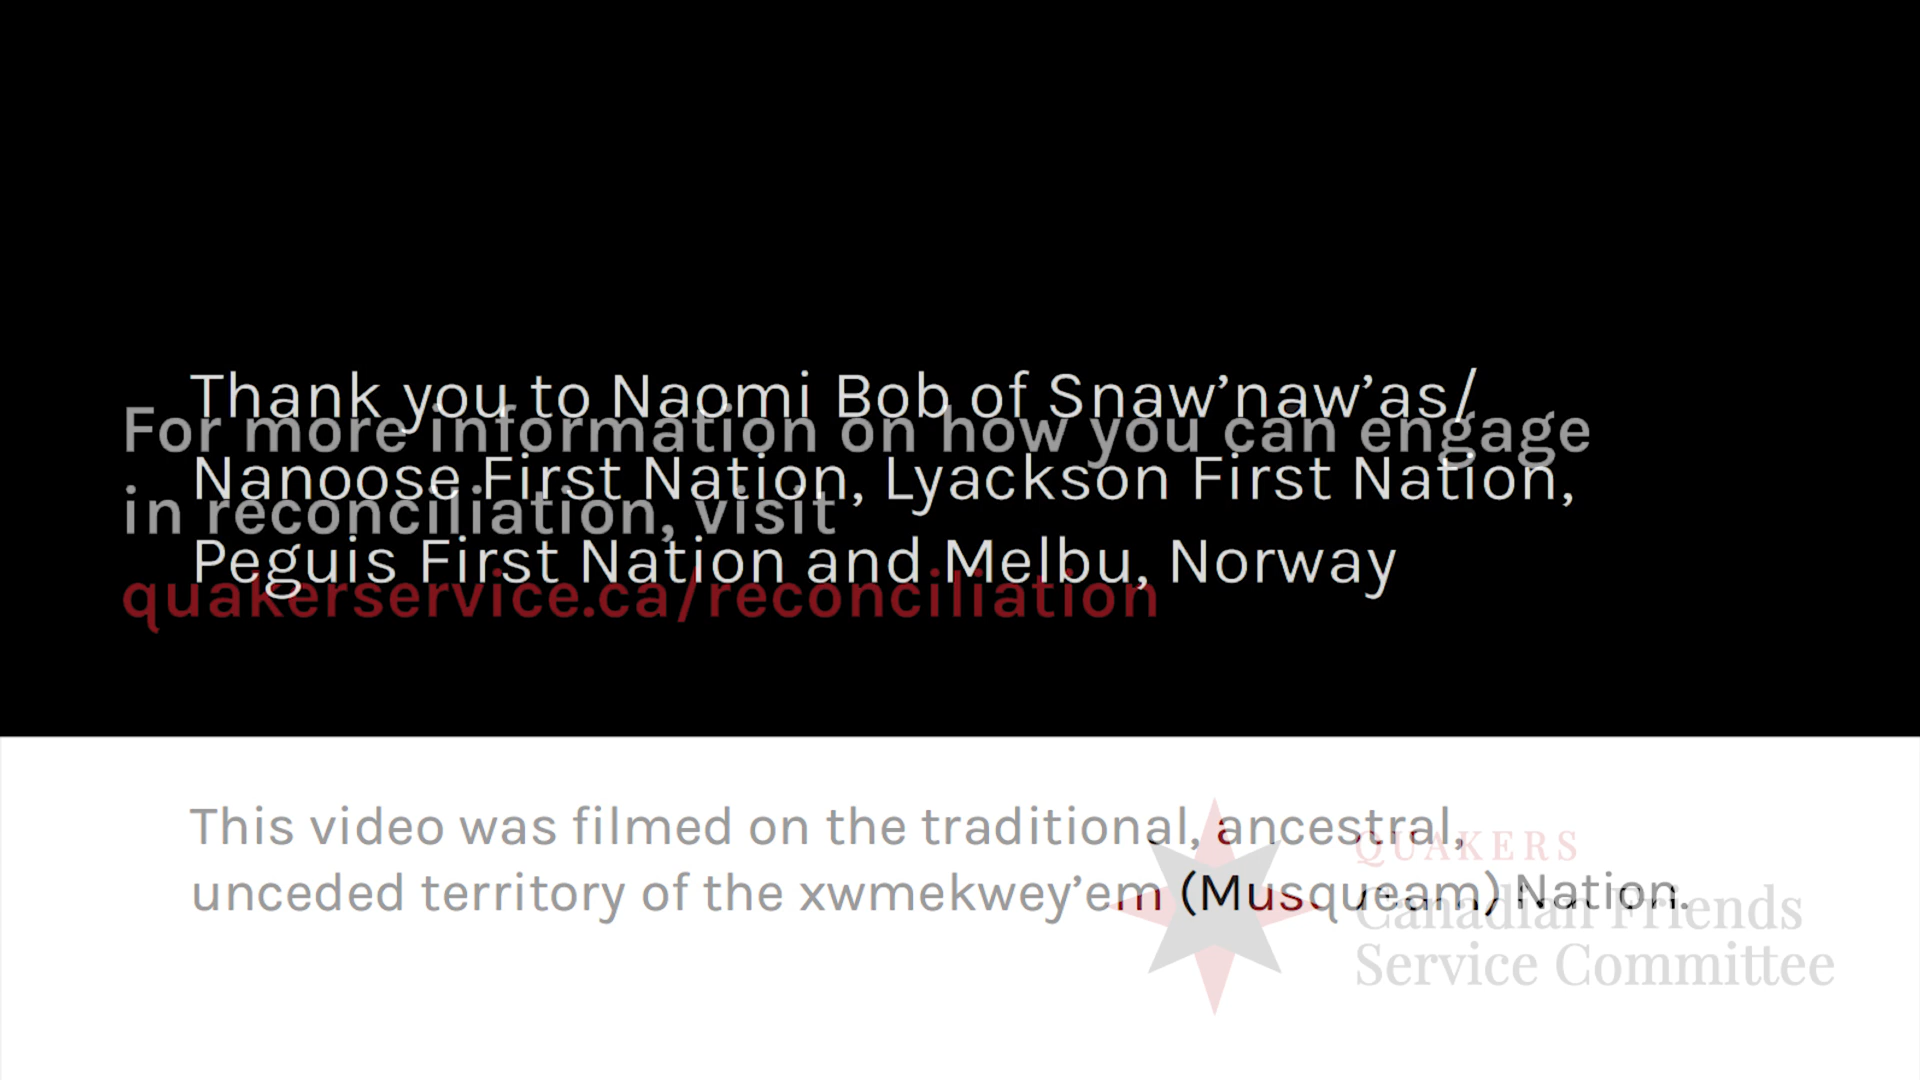 Thank you to Naomi Bob of Snaw’naw’as/
Nanoose First Nation, Lyackson First Nation,
Peguis First Nation and Melbu, Norway
For more information on how you can engage
in reconciliation, visit
quakerservice.ca/reconciliation
This video was filmed on the traditional, ancestral,
unceded territory of the xwmekwey’em (Musqueam) Nation.
QUAKERS
Canadian Friends
Service Committee